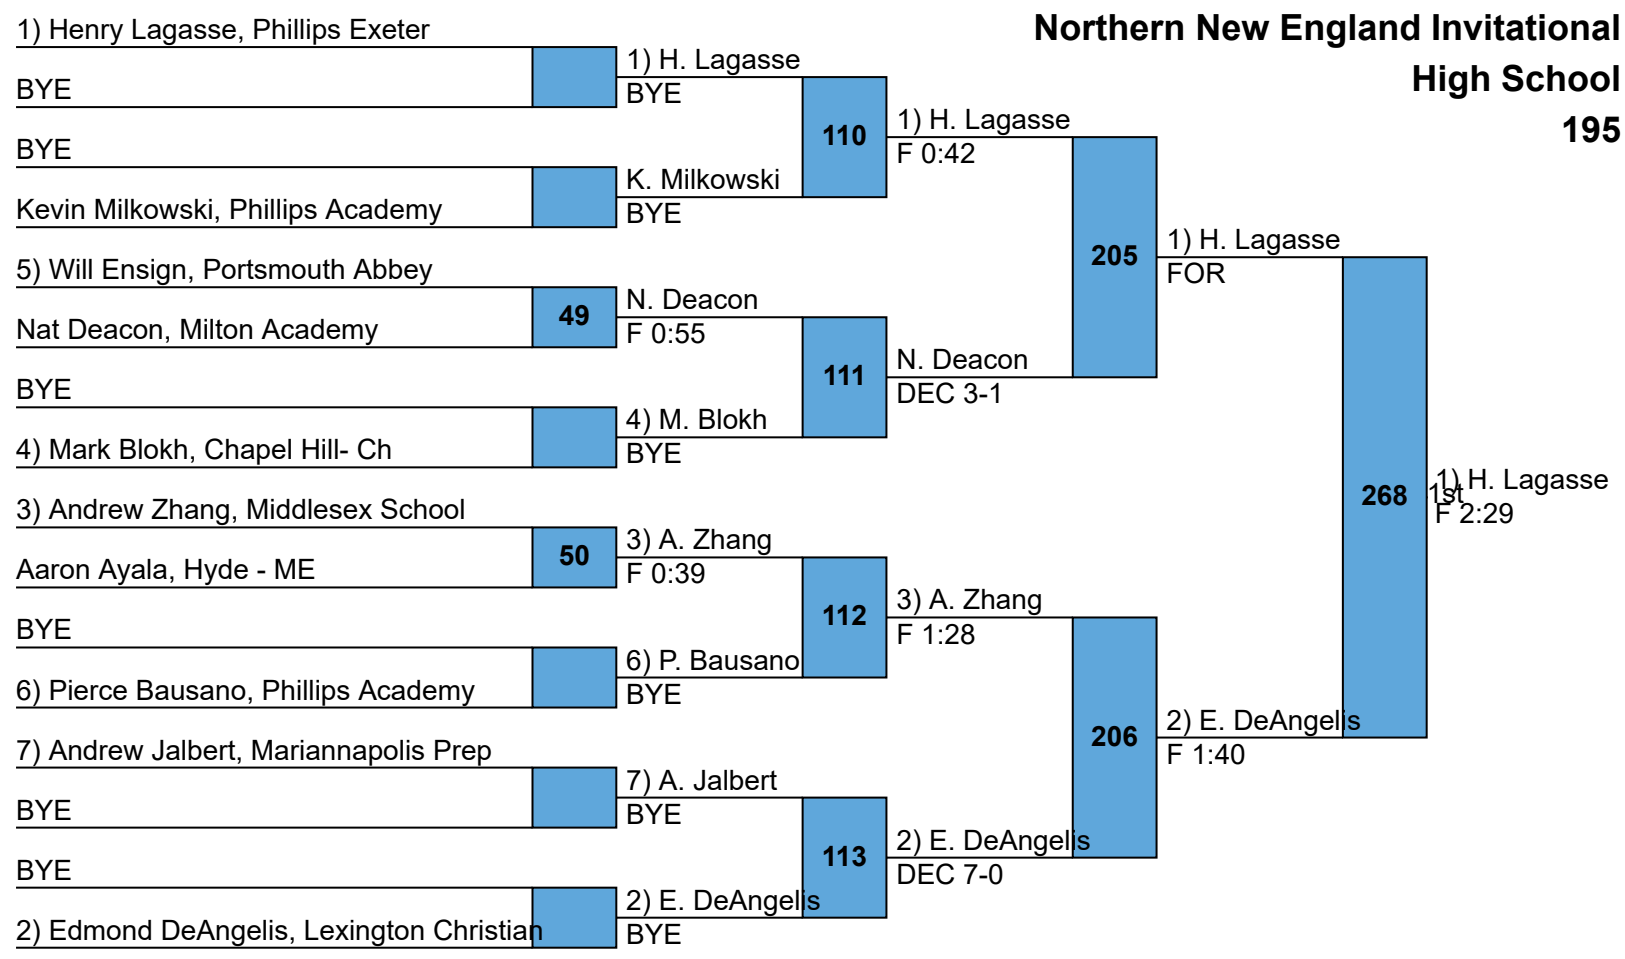 Northern New England Invitational
High School
195
1) Henry Lagasse, Phillips Exeter
BYE
BYE
Kevin Milkowski, Phillips Academy
5) Will Ensign, Portsmouth Abbey
49
Nat Deacon, Milton Academy
BYE
4) Mark Blokh, Chapel Hill- Ch
3) Andrew Zhang, Middlesex School
50
Aaron Ayala, Hyde - ME
BYE
6) Pierce Bausano, Phillips Academy
7) Andrew Jalbert, Mariannapolis Prep
BYE
BYE
2) Edmond DeAngelis, Lexington Christian
1) H. Lagasse
BYE
110
K. Milkowski
BYE
N. Deacon
F 0:55
111
4) M. Blokh
BYE
3) A. Zhang
F 0:39
112
6) P. Bausano
BYE
7) A. Jalbert
BYE
113
2) E. DeAngelis
BYE
1) H. Lagasse
F 0:42
205
N. Deacon
DEC 3-1
3) A. Zhang
F 1:28
206
2) E. DeAngelis
DEC 7-0
1) H. Lagasse
FOR
268
2) E. DeAngelis
F 1:40
1) H. Lagasse
1st
F 2:29